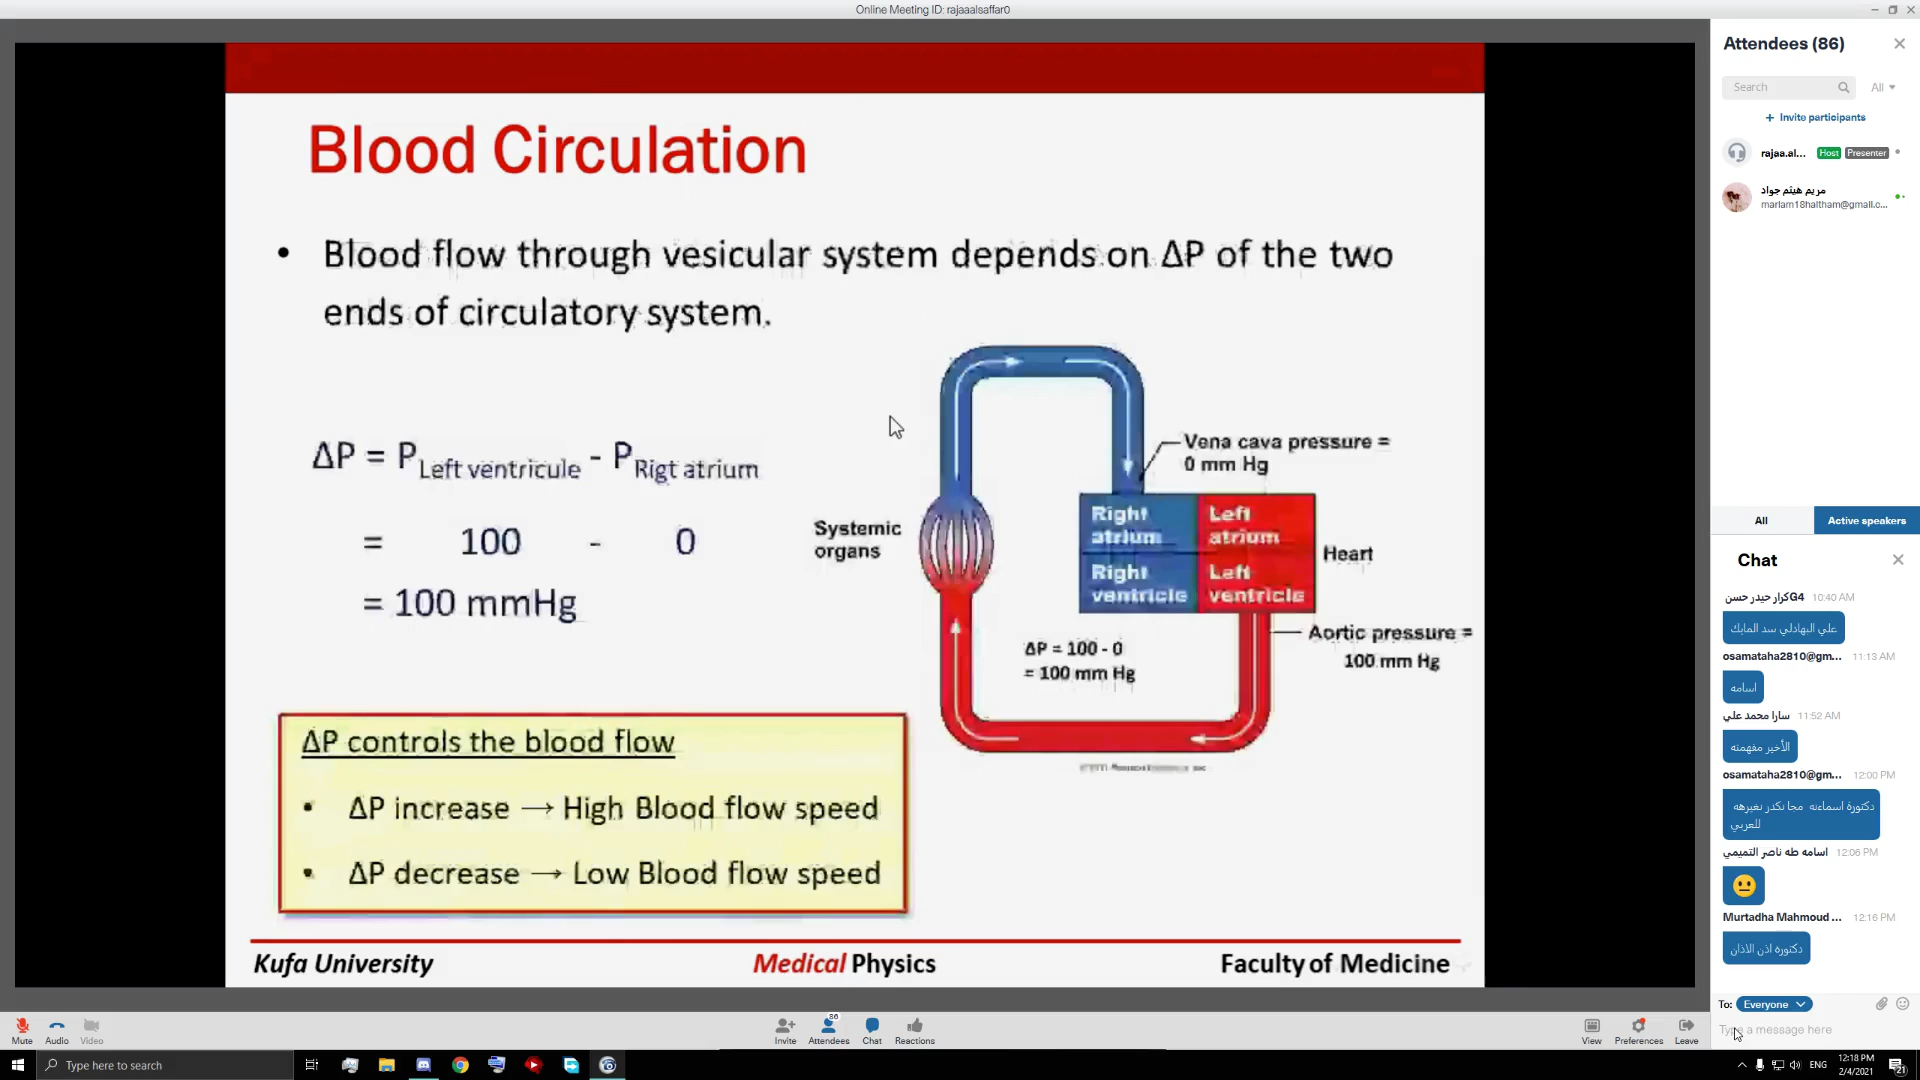 Online Meeting ID: rajaaalsaffar0
Blood Circulation
• Blood flow through vesicular system depends on ΔP of the two
ends of circulatory system.
ΔP = P Left ventricule - P Rigt atrium
= 100 - 0
= 100 mmHg
Systemic
organs
Vena cava pressure =
0 mm Hg
Right
atrium
Left
atrium
Right
ventricle
Left
ventricle
Heart
ΔP = 100 - 0
= 100 mm Hg
Aortic pressure =
100 mm Hg
ΔP controls the blood flow
• ΔP increase → High Blood flow speed
• ΔP decrease → Low Blood flow speed
Kufa University
Medical Physics
Faculty of Medicine
Attendees (86)
Search
All
+ Invite participants
rajaa.al... Host Presenter
مريم هيثم جواد
mariam18haitham@gmail.c...
All
Active speakers
Chat
كرار حيدر حسن G4 10:40 AM
علي البهادلي سد المايك
osamataha2810@gm... 11:13 AM
اسامه
سارا محمد علي 11:52 AM
الأخير مفهمته
osamataha2810@gm... 12:00 PM
دكتورة اسماءنه مجا نكدر نغيرهه
للعربي
اسامه طه ناصر التميمي 12:06 PM
Murtadha Mahmoud ... 12:16 PM
دكتوره اذن الاذان
To: Everyone
Type a message here
Mute
Audio
Video
Invite
86
Attendees
Chat
Reactions
View
Preferences
Leave
Type here to search
ENG
12:18 PM
2/4/2021
21